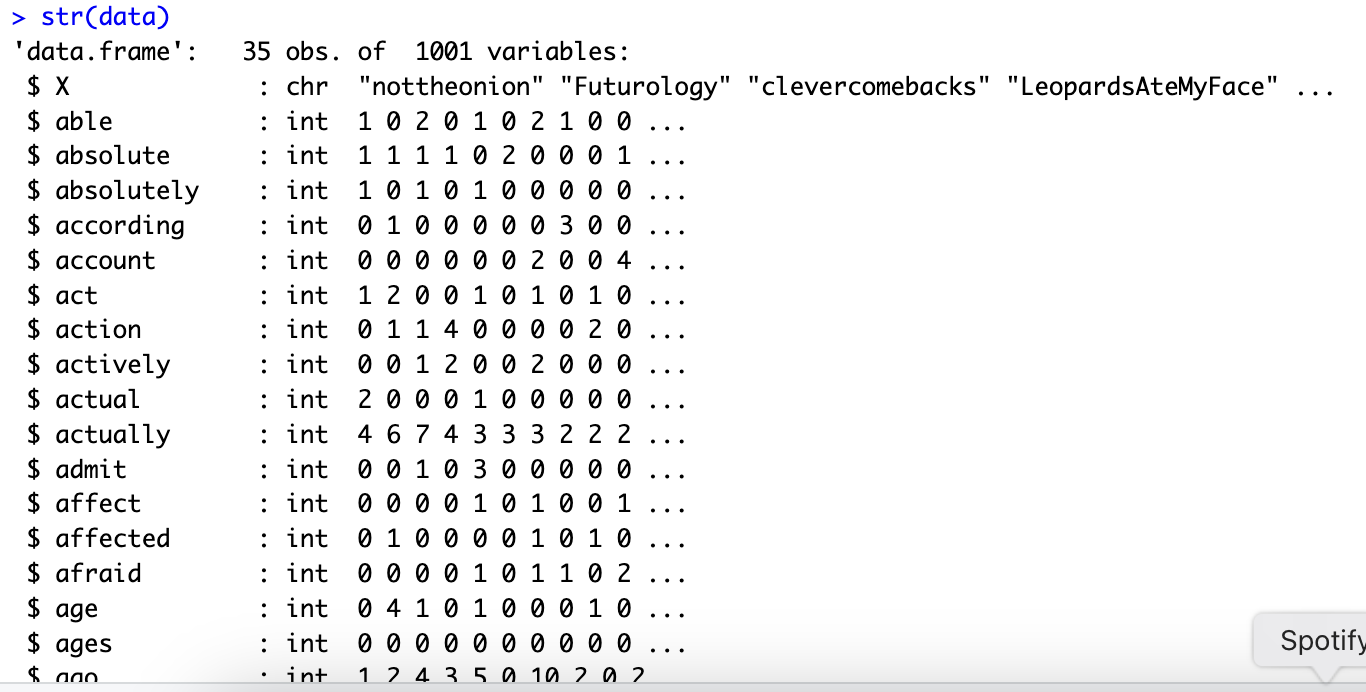 > str(data)
'data.frame':   35 obs. of  1001 variables:
 $ X             : chr  "nottheonion" "Futurology" "clevercomebacks" "LeopardsAteMyFace" ...
 $ able          : int  1 0 2 0 1 0 2 1 0 0 ...
 $ absolute      : int  1 1 1 1 0 2 0 0 0 1 ...
 $ absolutely    : int  1 0 1 0 1 0 0 0 0 0 ...
 $ according     : int  0 1 0 0 0 0 0 3 0 0 ...
 $ account       : int  0 0 0 0 0 0 2 0 0 4 ...
 $ act           : int  1 2 0 0 1 0 1 0 1 0 ...
 $ action        : int  0 1 1 4 0 0 0 0 2 0 ...
 $ actively      : int  0 0 1 2 0 0 2 0 0 0 ...
 $ actual        : int  2 0 0 0 1 0 0 0 0 0 ...
 $ actually      : int  4 6 7 4 3 3 3 2 2 2 ...
 $ admit         : int  0 0 1 0 3 0 0 0 0 0 ...
 $ affect        : int  0 0 0 0 1 0 1 0 0 1 ...
 $ affected      : int  0 1 0 0 0 0 1 0 1 0 ...
 $ afraid        : int  0 0 0 0 1 0 1 1 0 2 ...
 $ age           : int  0 4 1 0 1 0 0 0 1 0 ...
 $ ages          : int  0 0 0 0 0 0 0 0 0 0 ...
 $ ago           : int  1 2 4 3 5 0 10 2 0 2
Spotify